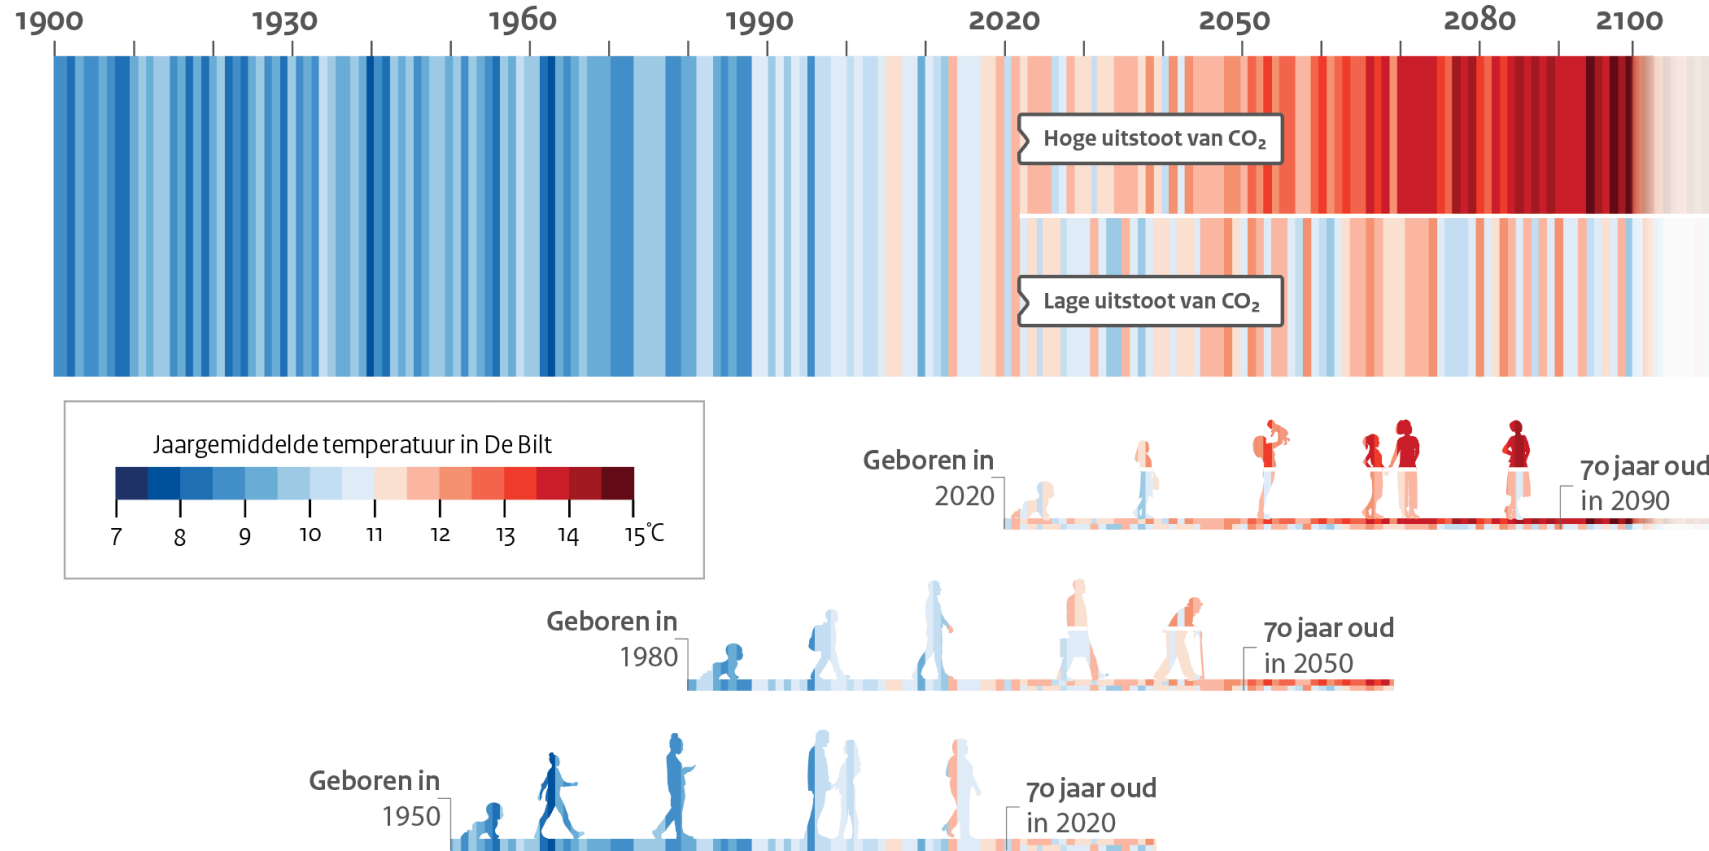 1900 1930 1960 1990 2020 2050 2080 2100
Hoge uitstoot van CO₂
Lage uitstoot van CO₂
Jaargemiddelde temperatuur in De Bilt
7 8 9 10 11 12 13 14 15°C
Geboren in
2020
70 jaar oud
in 2090
Geboren in
1980
70 jaar oud
in 2050
Geboren in
1950
70 jaar oud
in 2020